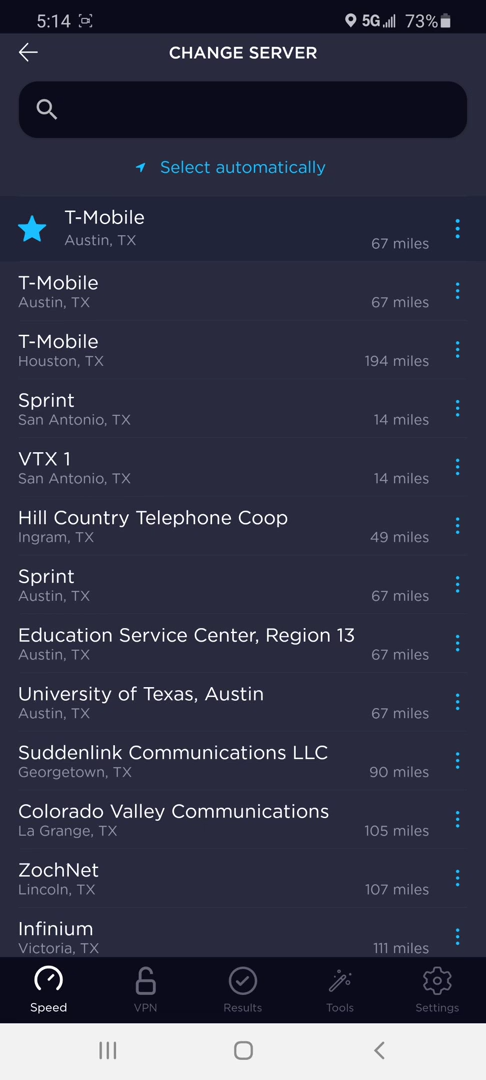 5:14 5G 73%
CHANGE SERVER
Select automatically
T-Mobile
Austin, TX 67 miles
T-Mobile
Austin, TX 67 miles
T-Mobile
Houston, TX 194 miles
Sprint
San Antonio, TX 14 miles
VTX 1
San Antonio, TX 14 miles
Hill Country Telephone Coop
Ingram, TX 49 miles
Sprint
Austin, TX 67 miles
Education Service Center, Region 13
Austin, TX 67 miles
University of Texas, Austin
Austin, TX 67 miles
Suddenlink Communications LLC
Georgetown, TX 90 miles
Colorado Valley Communications
La Grange, TX 105 miles
ZochNet
Lincoln, TX 107 miles
Infinium
Victoria, TX 111 miles
Speed VPN Results Tools Settings